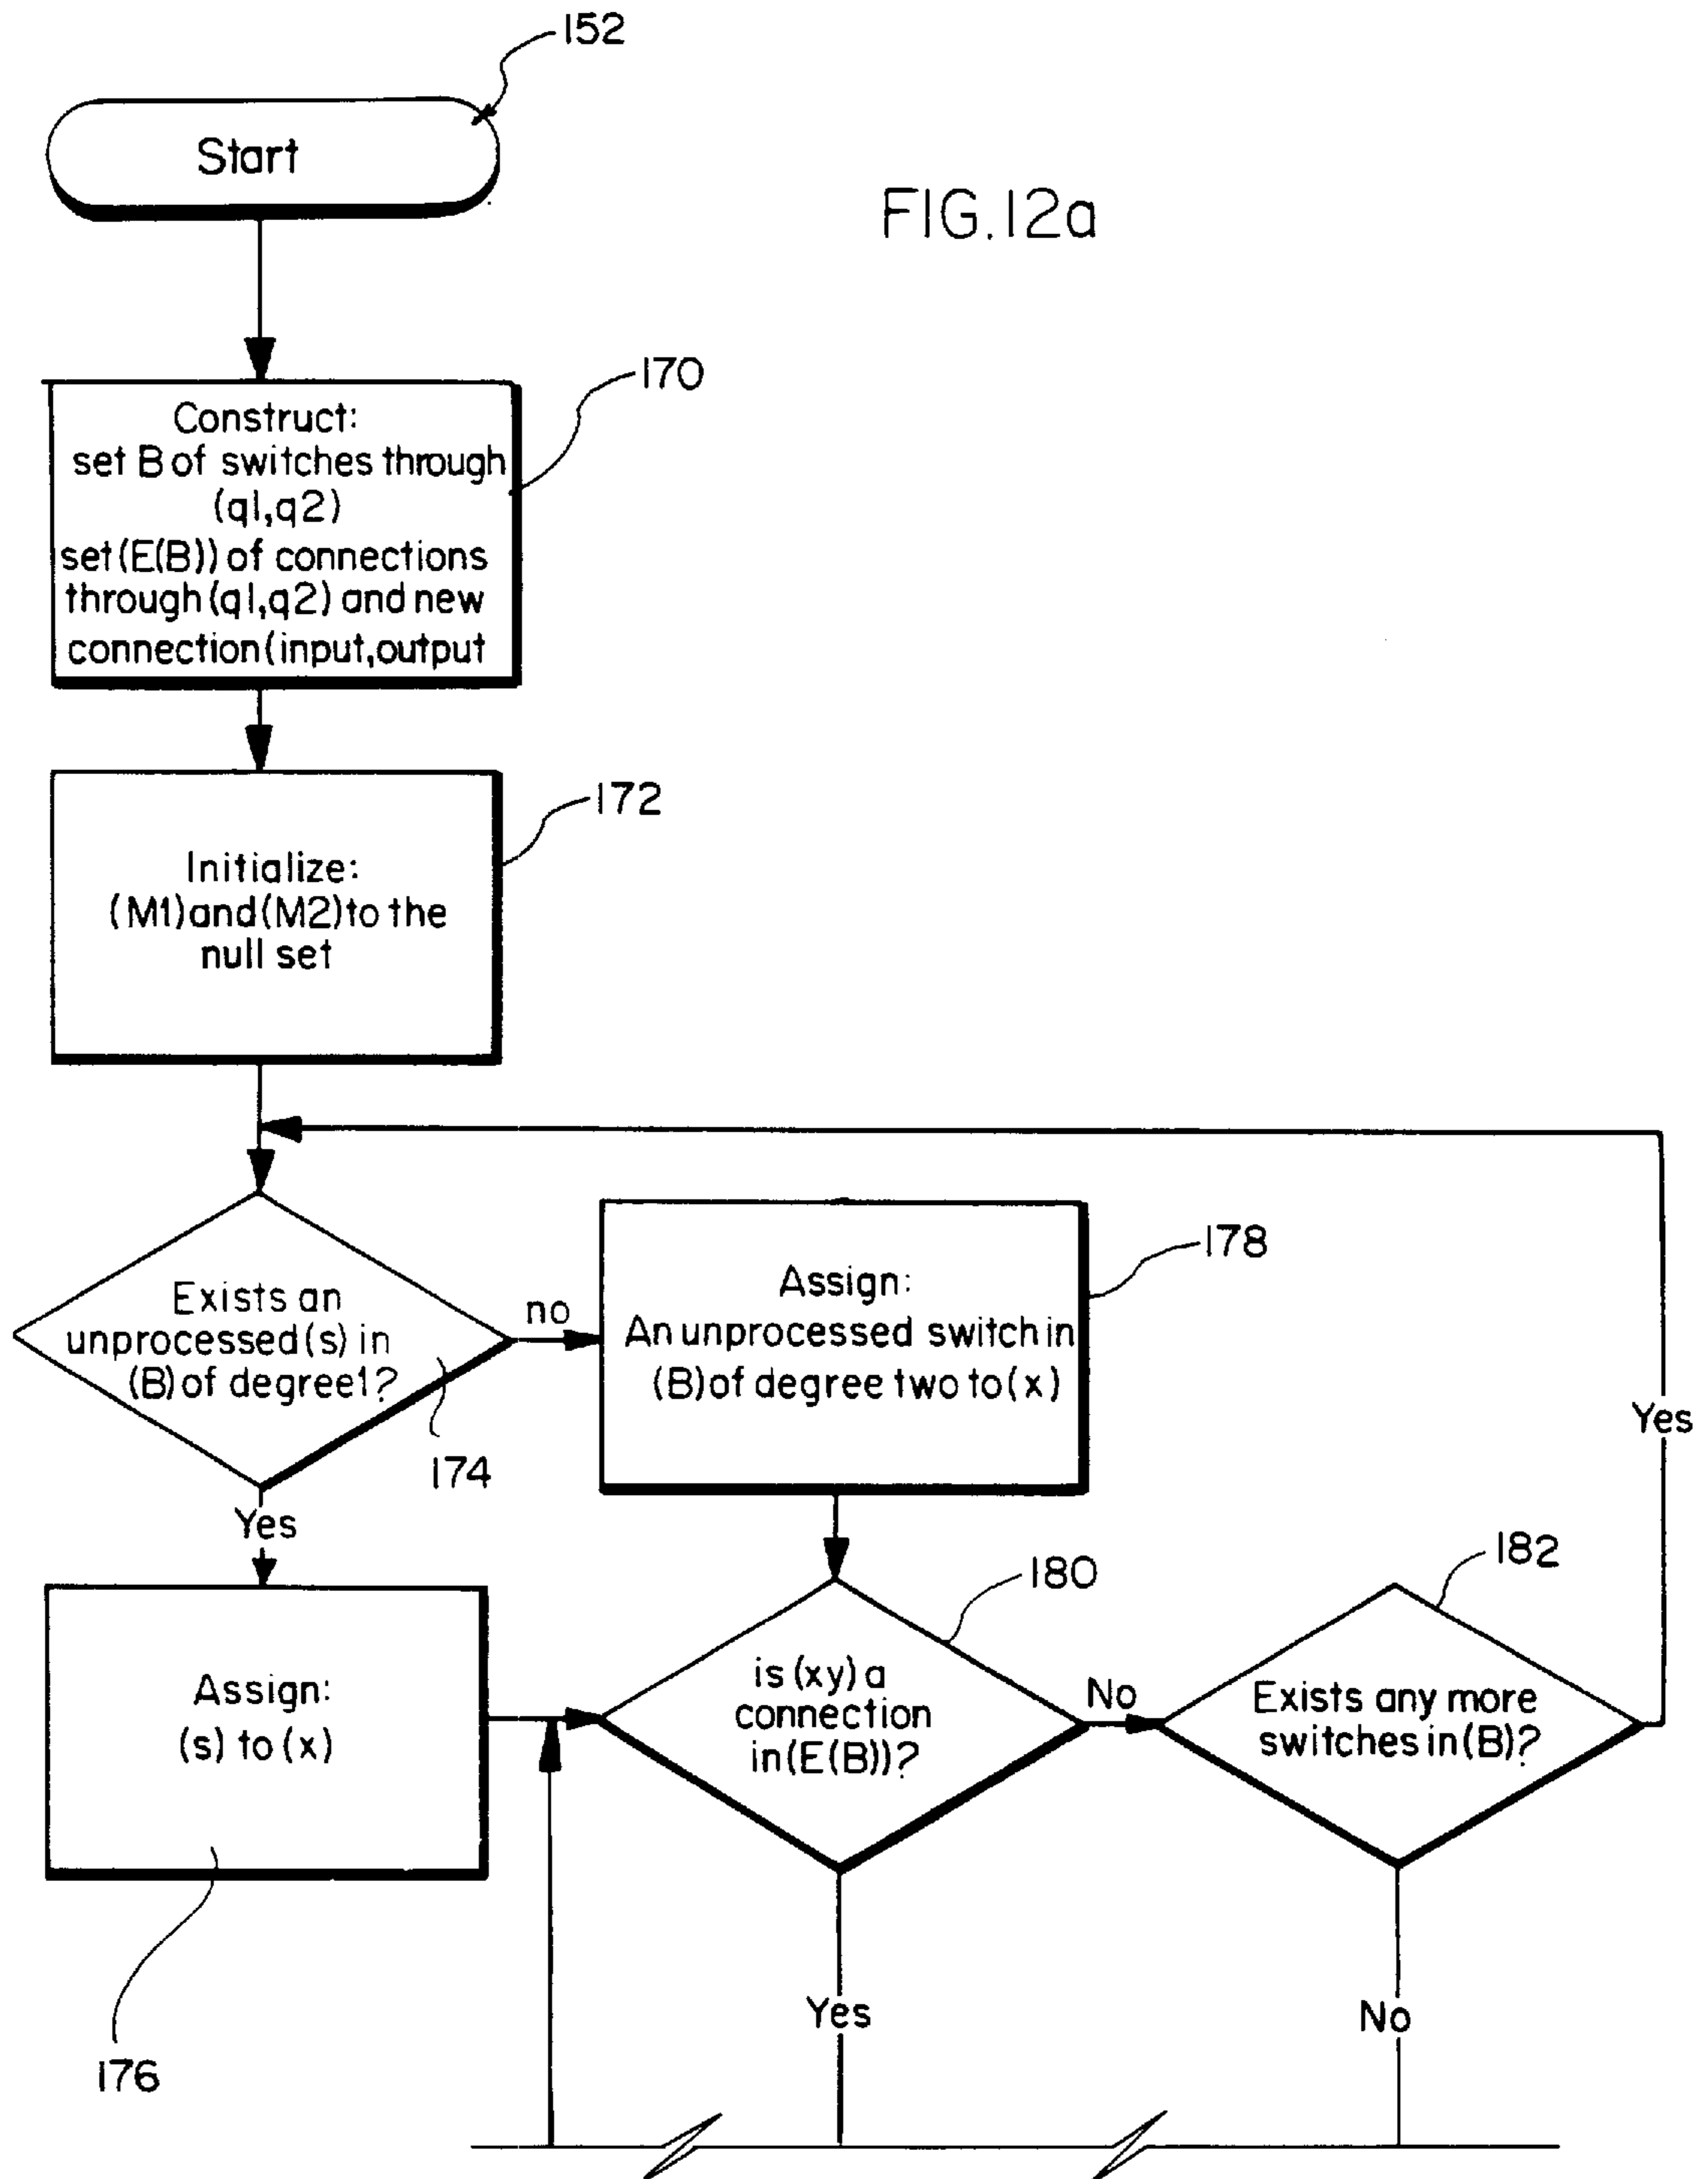 152
Start
FIG.12a
170
Construct:
set B of switches through
(q1,q2)
set (E(B)) of connections
through (q1,q2) and new
connection (input,output
172
Initialize:
(M1) and (M2) to the
null set
Exists an
unprocessed (s) in
(B) of degree 1?
no
174
Yes
178
Assign:
An unprocessed switch in
(B) of degree two to (x)
Yes
Assign:
(s) to (x)
176
180
is (xy) a
connection
in (E(B))?
No
Yes
182
Exists any more
switches in (B)?
No